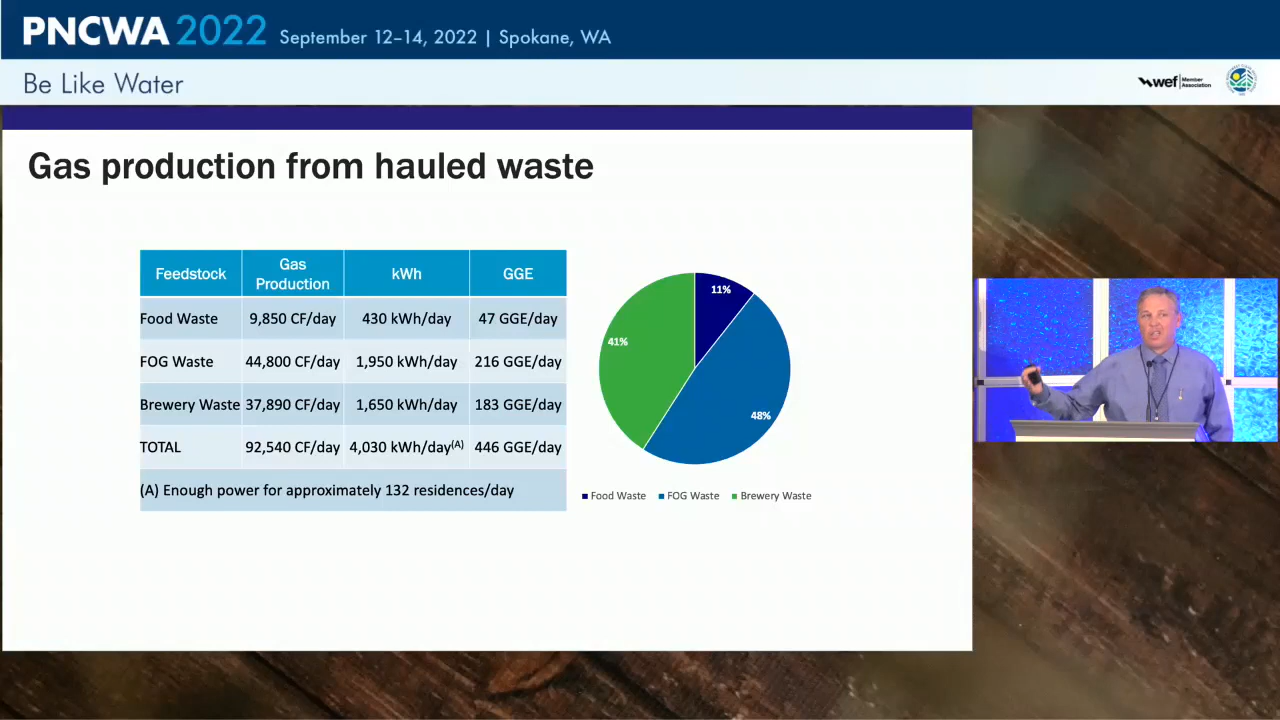 PNCWA 2022 September 12–14, 2022 | Spokane, WA
Be Like Water
wef Member Association
Gas production from hauled waste
Feedstock Gas Production kWh GGE
Food Waste 9,850 CF/day 430 kWh/day 47 GGE/day
FOG Waste 44,800 CF/day 1,950 kWh/day 216 GGE/day
Brewery Waste 37,890 CF/day 1,650 kWh/day 183 GGE/day
TOTAL 92,540 CF/day 4,030 kWh/day(A) 446 GGE/day
(A) Enough power for approximately 132 residences/day
11%
41%
48%
Food Waste FOG Waste Brewery Waste